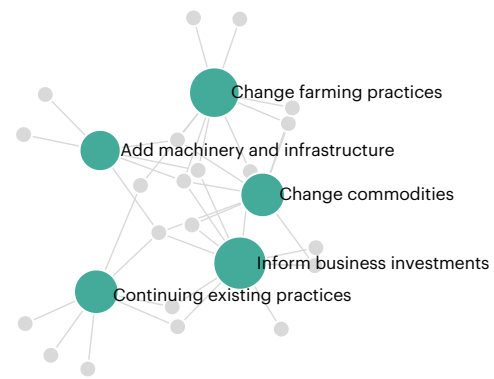 Change farming practices
Add machinery and infrastructure
Change commodities
Inform business investments
Continuing existing practices